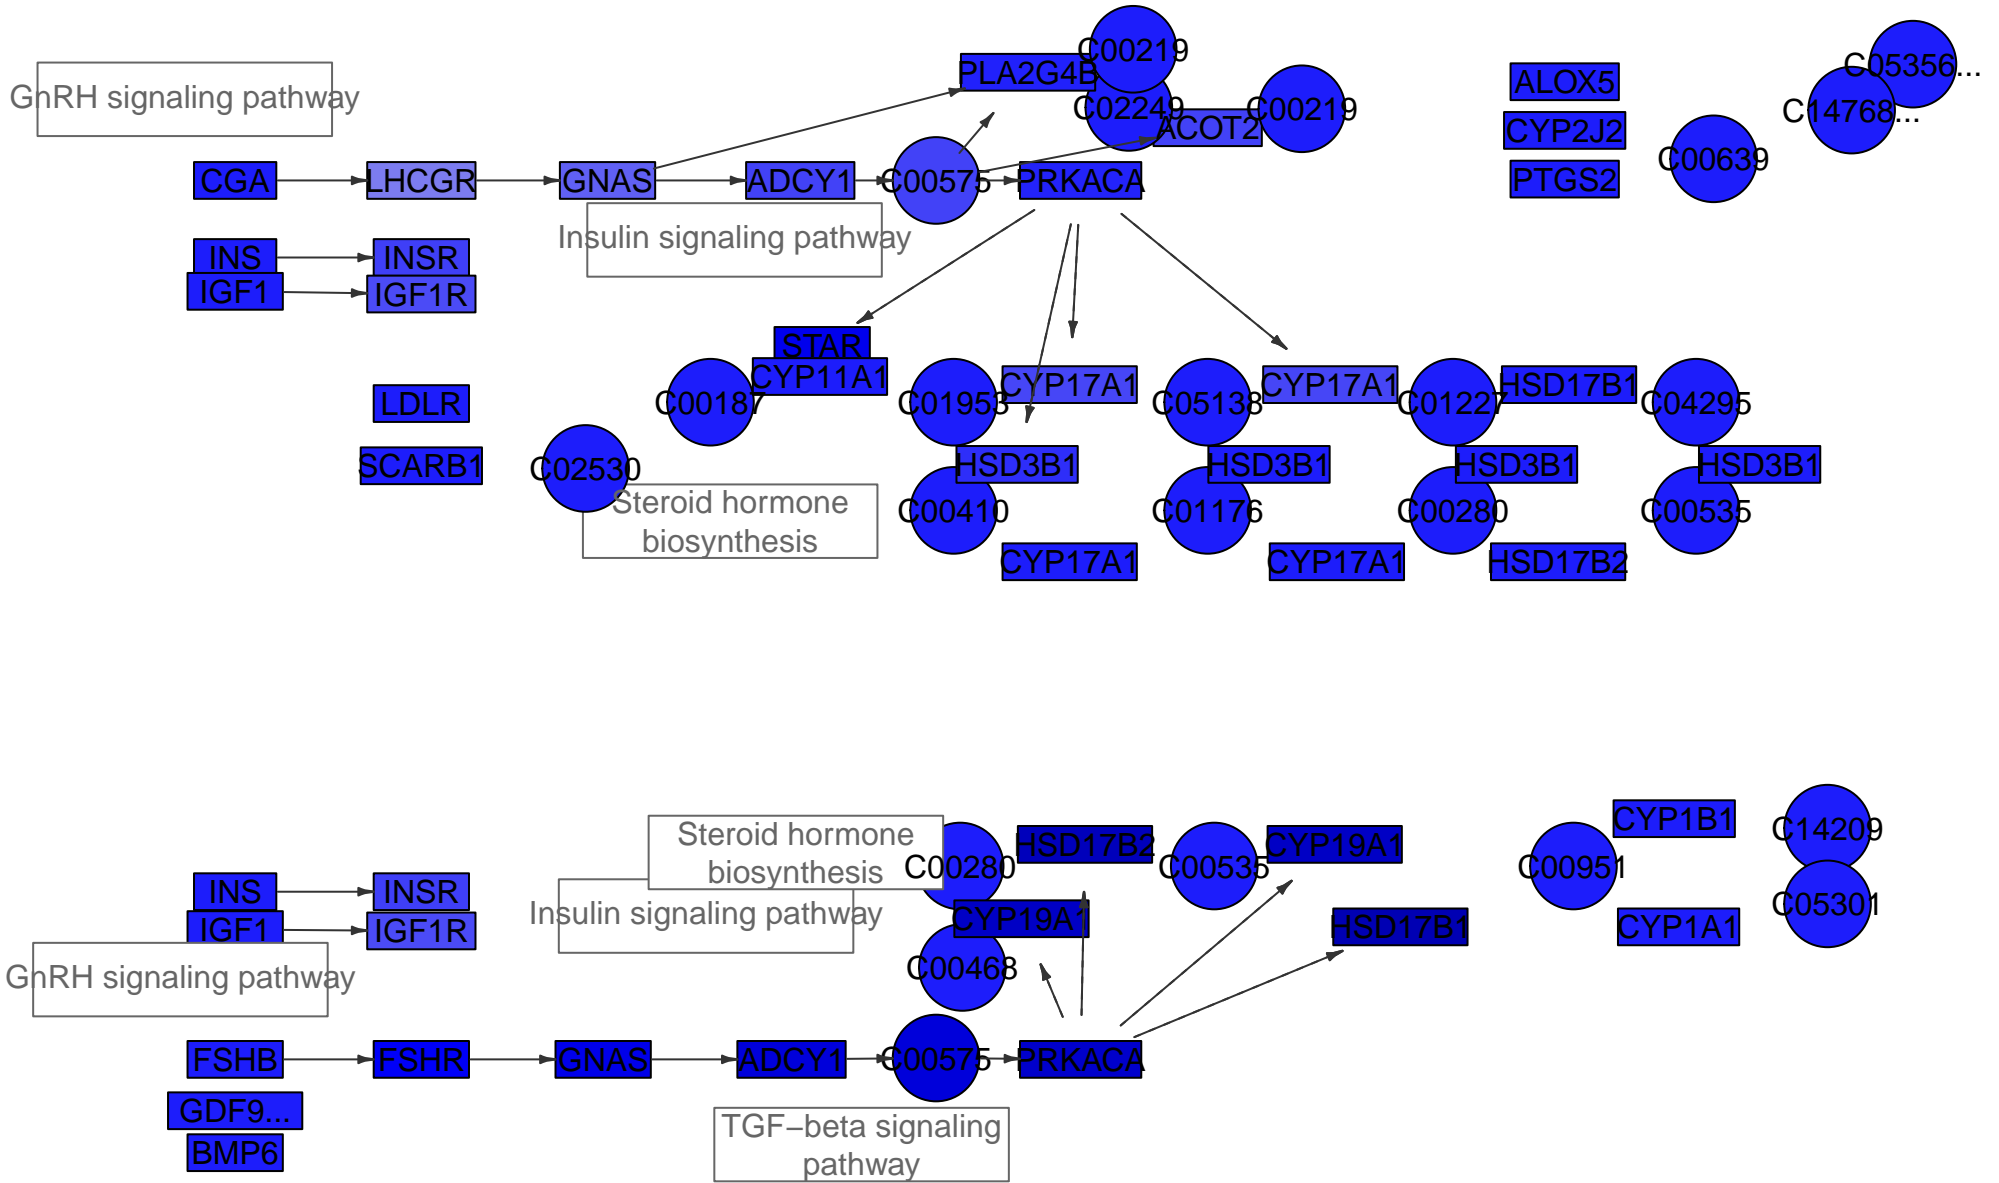 C00219
C05356...
PLA2G4B
ALOX5
GnRH signaling pathway
C02249
C00219
C14768...
ACOT2
CYP2J2
C00639
CGA
LHCGR
GNAS
ADCY1
C00575
PRKACA
PTGS2
Insulin signaling pathway
INS
INSR
IGF1
IGF1R
STAR
CYP11A1
C00187
C01953
CYP17A1
C05138
CYP17A1
C01227
HSD17B1
C04295
LDLR
SCARB1
C02530
HSD3B1
HSD3B1
HSD3B1
HSD3B1
Steroid hormone
biosynthesis
C00410
C01176
C00280
C00535
CYP17A1
CYP17A1
HSD17B2
Steroid hormone
biosynthesis
C00280
HSD17B2
C00535
CYP19A1
C00951
CYP1B1
C14209
INS
INSR
Insulin signaling pathway
CYP19A1
C05301
IGF1
IGF1R
HSD17B1
CYP1A1
GnRH signaling pathway
C00468
FSHB
FSHR
GNAS
ADCY1
C00575
PRKACA
GDF9...
TGF−beta signaling
pathway
BMP6